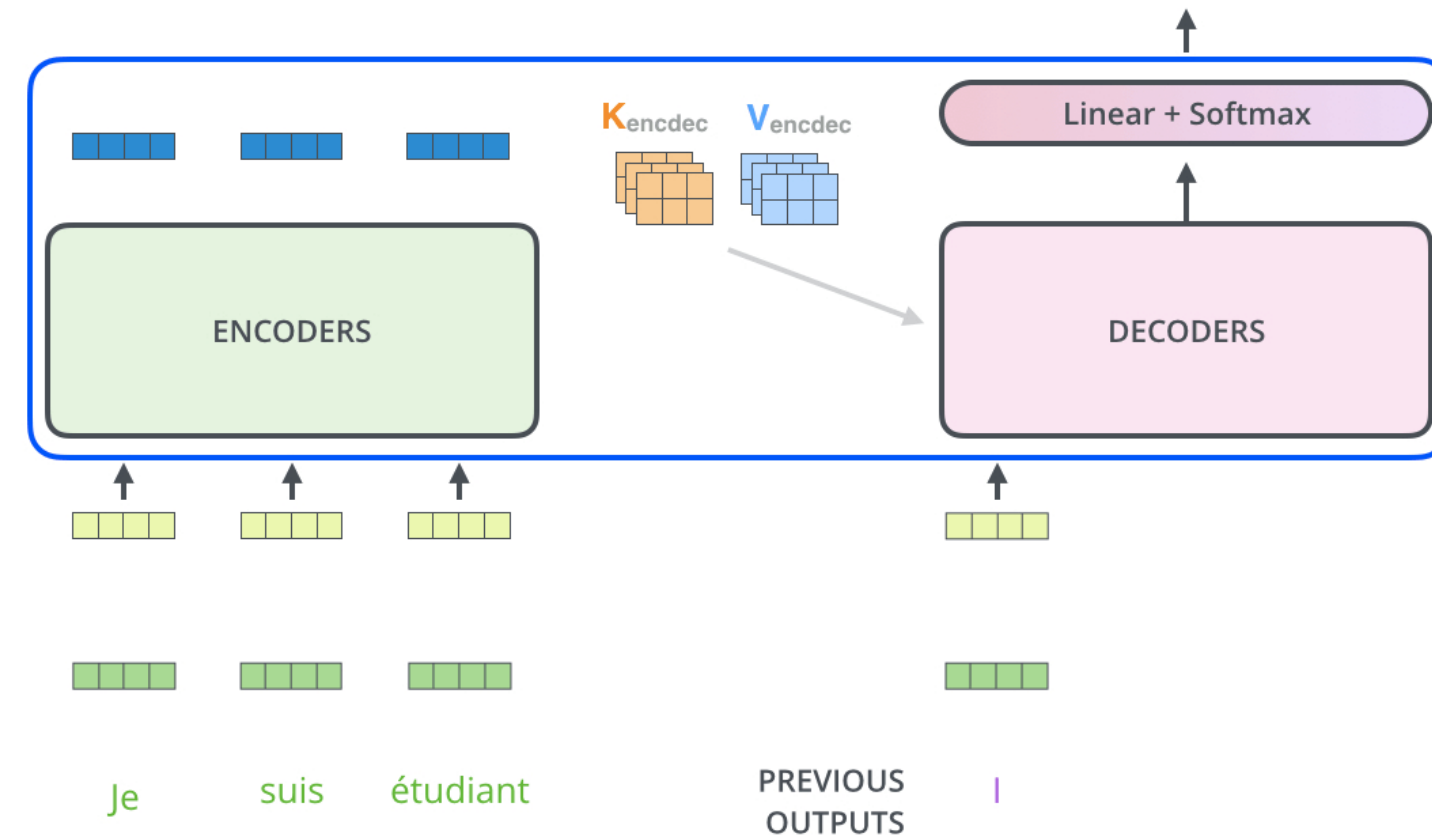 Kencdec Vencdec
Linear + Softmax
ENCODERS
DECODERS
Je suis étudiant
PREVIOUS
OUTPUTS
I